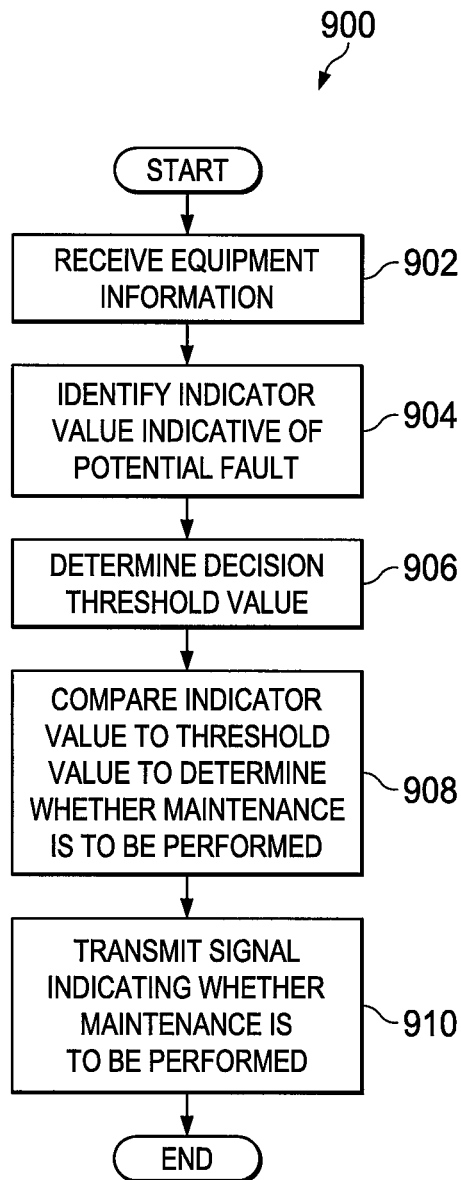 900
START
RECEIVE EQUIPMENT
INFORMATION
902
IDENTIFY INDICATOR
VALUE INDICATIVE OF
POTENTIAL FAULT
904
DETERMINE DECISION
THRESHOLD VALUE
906
COMPARE INDICATOR
VALUE TO THRESHOLD
VALUE TO DETERMINE
WHETHER MAINTENANCE
IS TO BE PERFORMED
908
TRANSMIT SIGNAL
INDICATING WHETHER
MAINTENANCE IS
TO BE PERFORMED
910
END